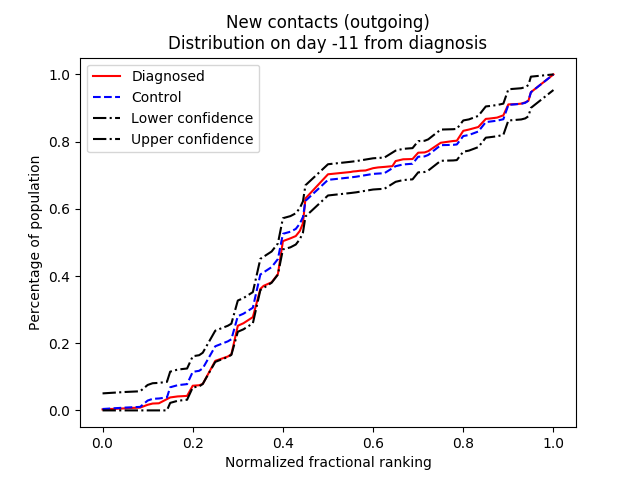 New contacts (outgoing)
Distribution on day -11 from diagnosis
Diagnosed
Control
Lower confidence
Upper confidence
Percentage of population
1.0
0.8
0.6
0.4
0.2
0.0
0.0 0.2 0.4 0.6 0.8 1.0
Normalized fractional ranking